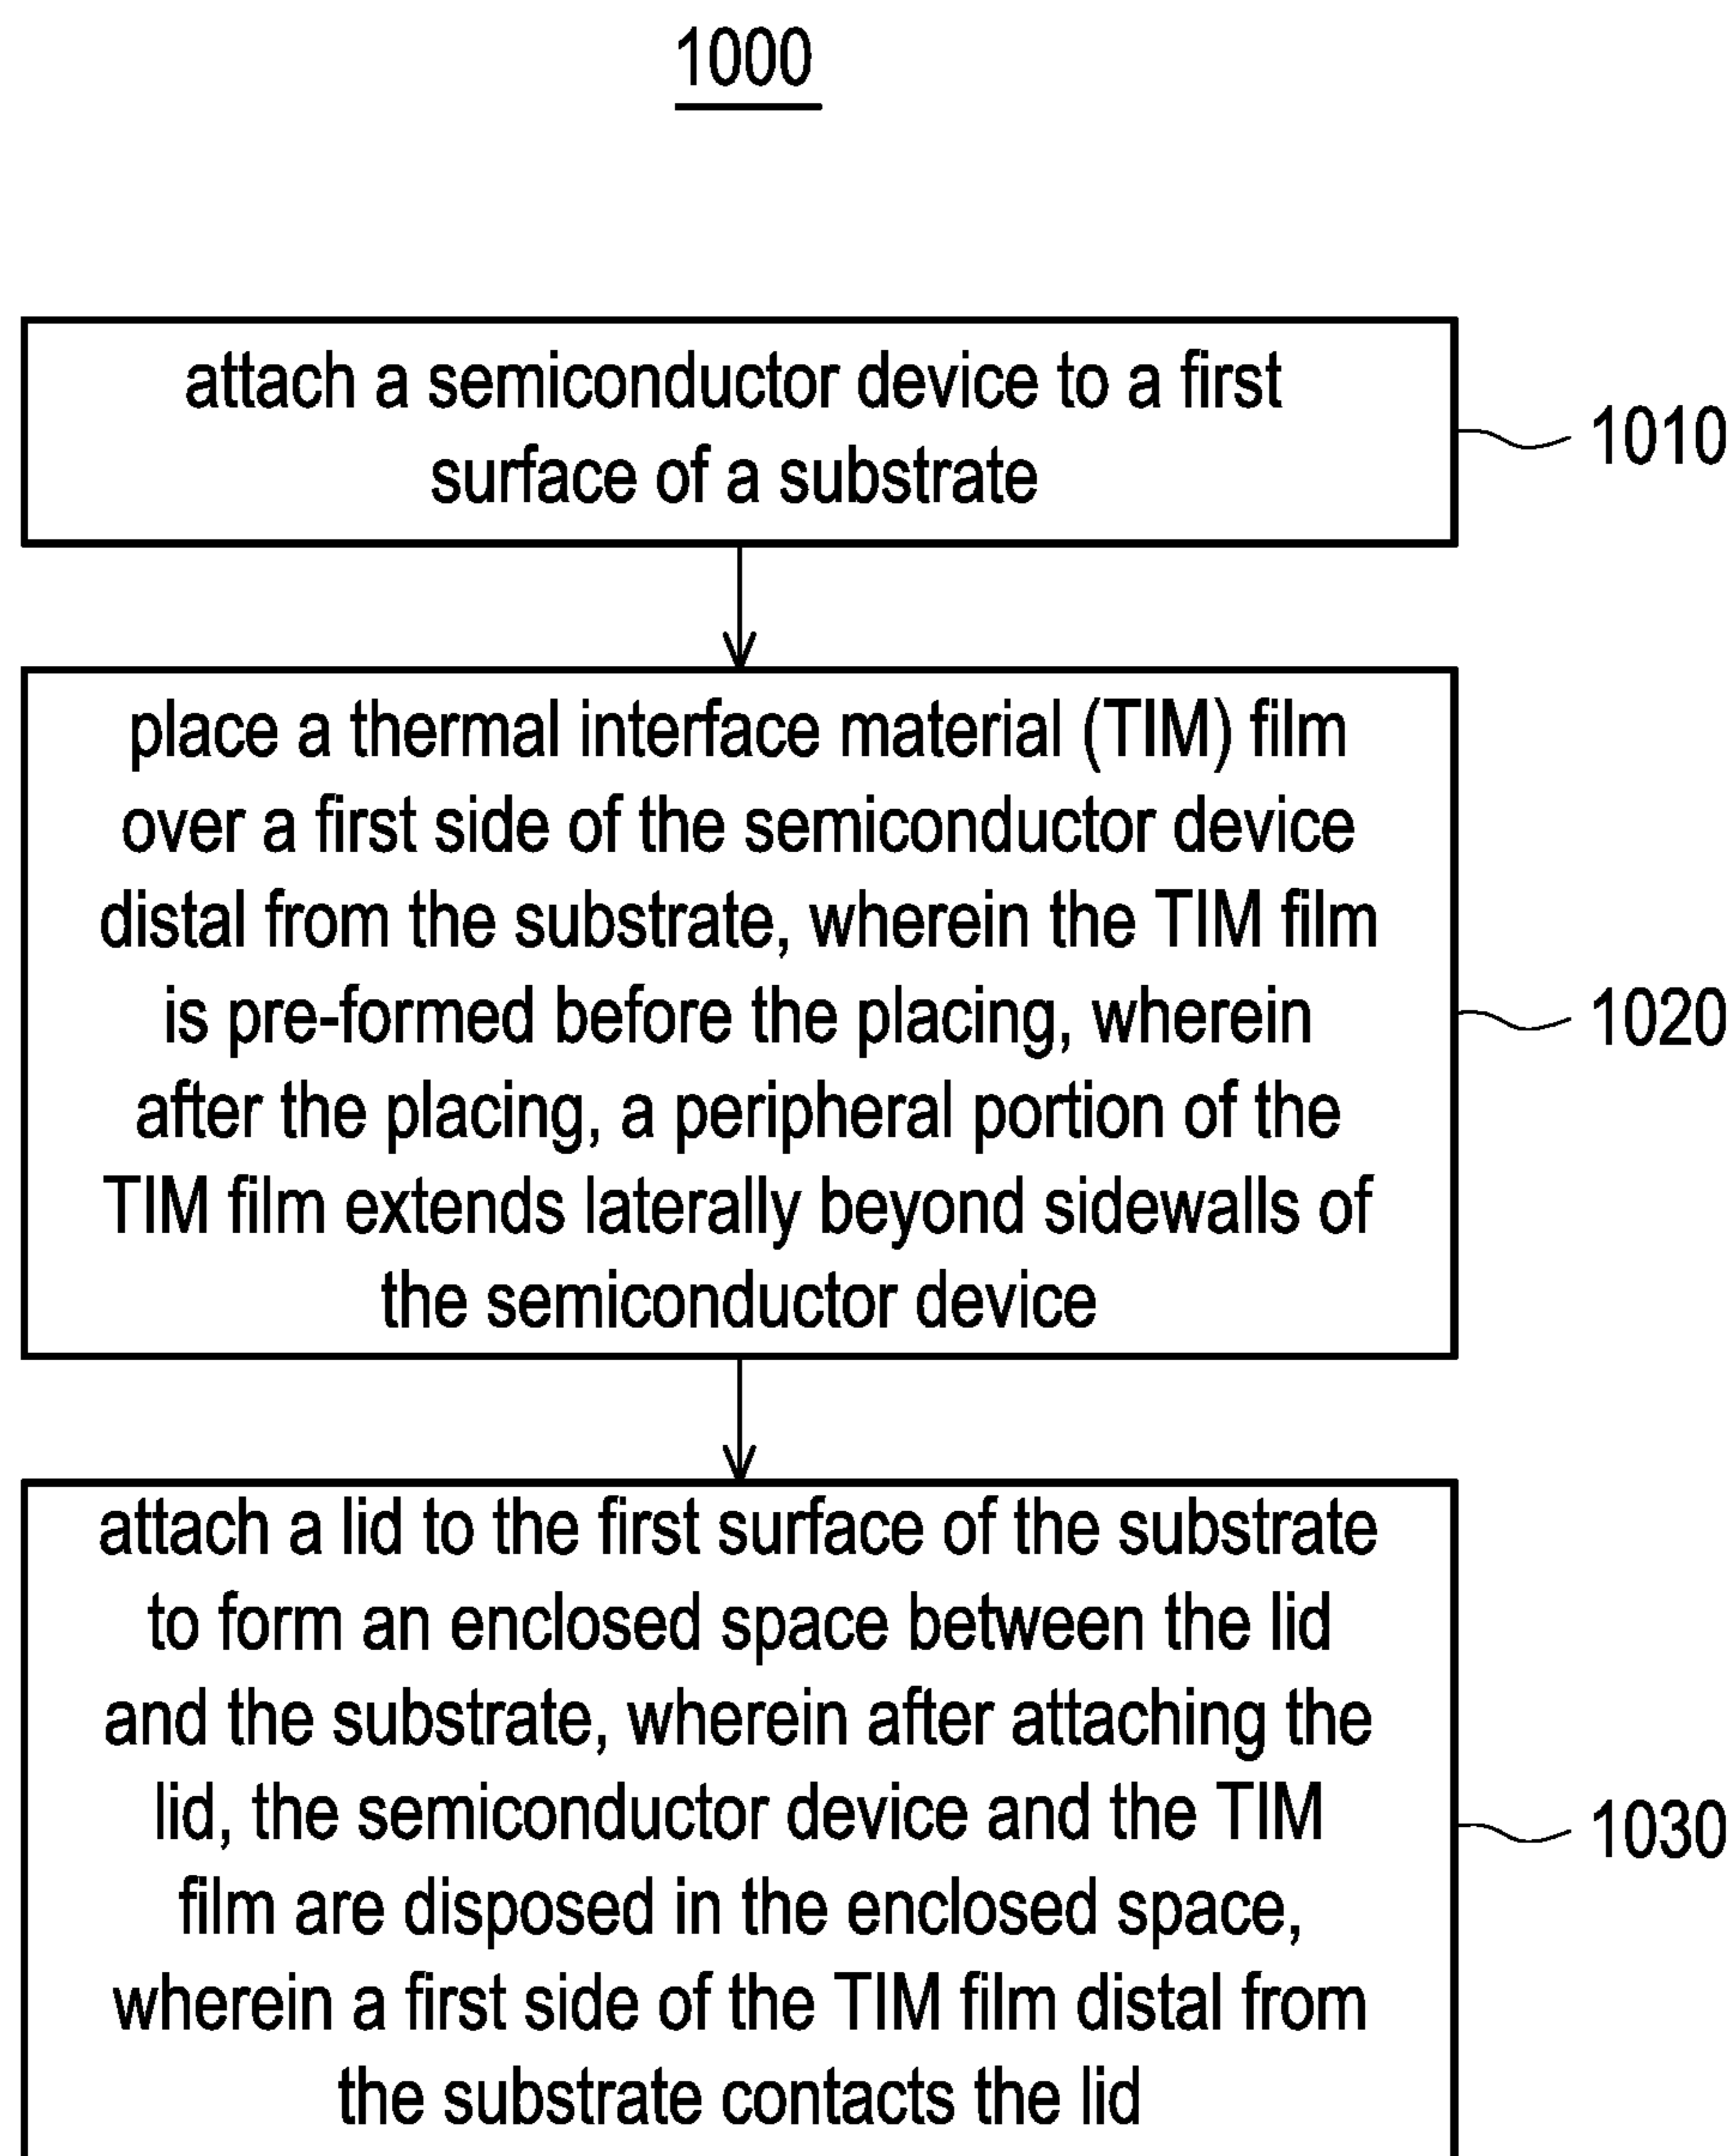 1000
attach a semiconductor device to a first
surface of a substrate
1010
place a thermal interface material (TIM) film
over a first side of the semiconductor device
distal from the substrate, wherein the TIM film
is pre-formed before the placing, wherein
after the placing, a peripheral portion of the
TIM film extends laterally beyond sidewalls of
the semiconductor device
1020
attach a lid to the first surface of the substrate
to form an enclosed space between the lid
and the substrate, wherein after attaching the
lid, the semiconductor device and the TIM
film are disposed in the enclosed space,
wherein a first side of the TIM film distal from
the substrate contacts the lid
1030